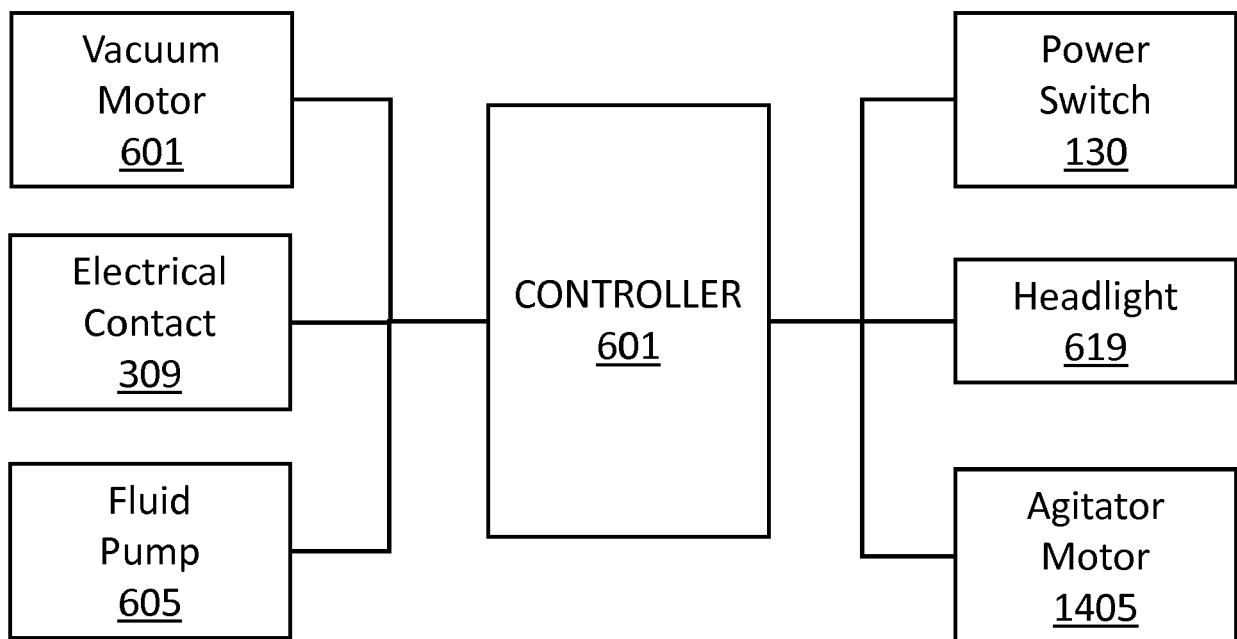 Vacuum
Motor
601
Electrical
Contact
309
Fluid
Pump
605
CONTROLLER
601
Power
Switch
130
Headlight
619
Agitator
Motor
1405